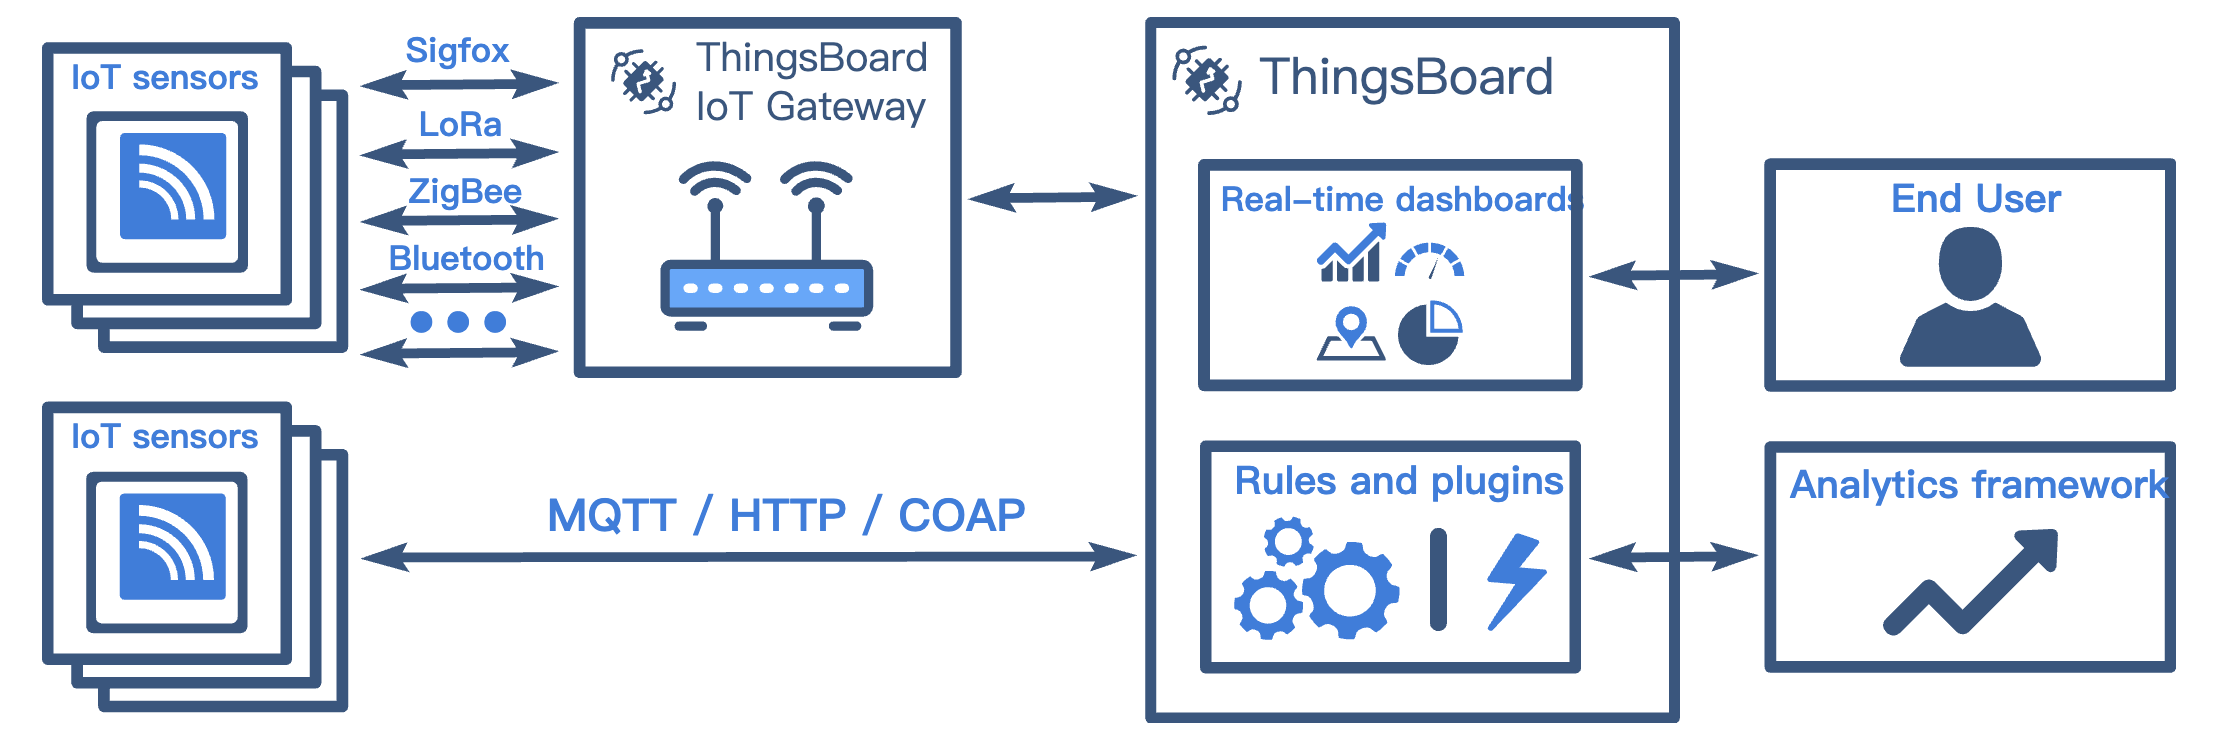 IoT sensors
Sigfox
LoRa
ZigBee
Bluetooth
ThingsBoard
IoT Gateway
ThingsBoard
Real-time dashboards
End User
IoT sensors
MQTT / HTTP / COAP
Rules and plugins
Analytics framework